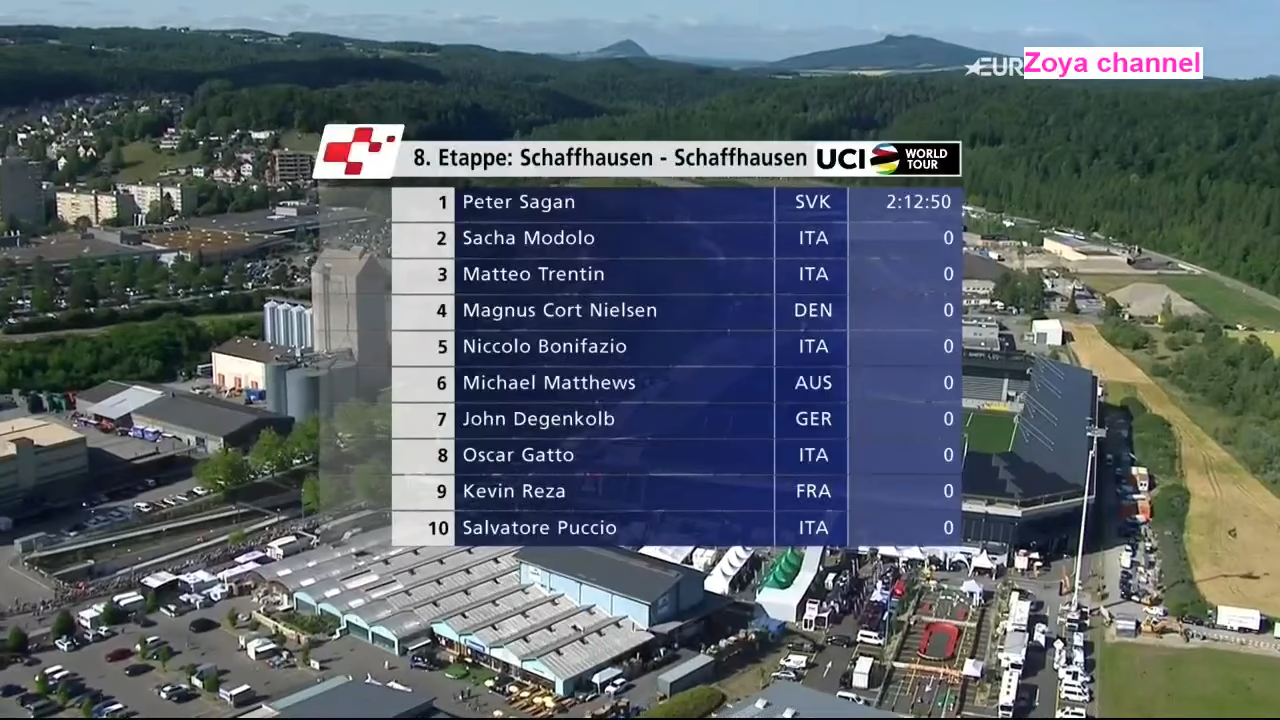 EUR
Zoya channel
8. Etappe: Schaffhausen - Schaffhausen UCI WORLD TOUR
1 Peter Sagan SVK 2:12:50
2 Sacha Modolo ITA 0
3 Matteo Trentin ITA 0
4 Magnus Cort Nielsen DEN 0
5 Niccolo Bonifazio ITA 0
6 Michael Matthews AUS 0
7 John Degenkolb GER 0
8 Oscar Gatto ITA 0
9 Kevin Reza FRA 0
10 Salvatore Puccio ITA 0